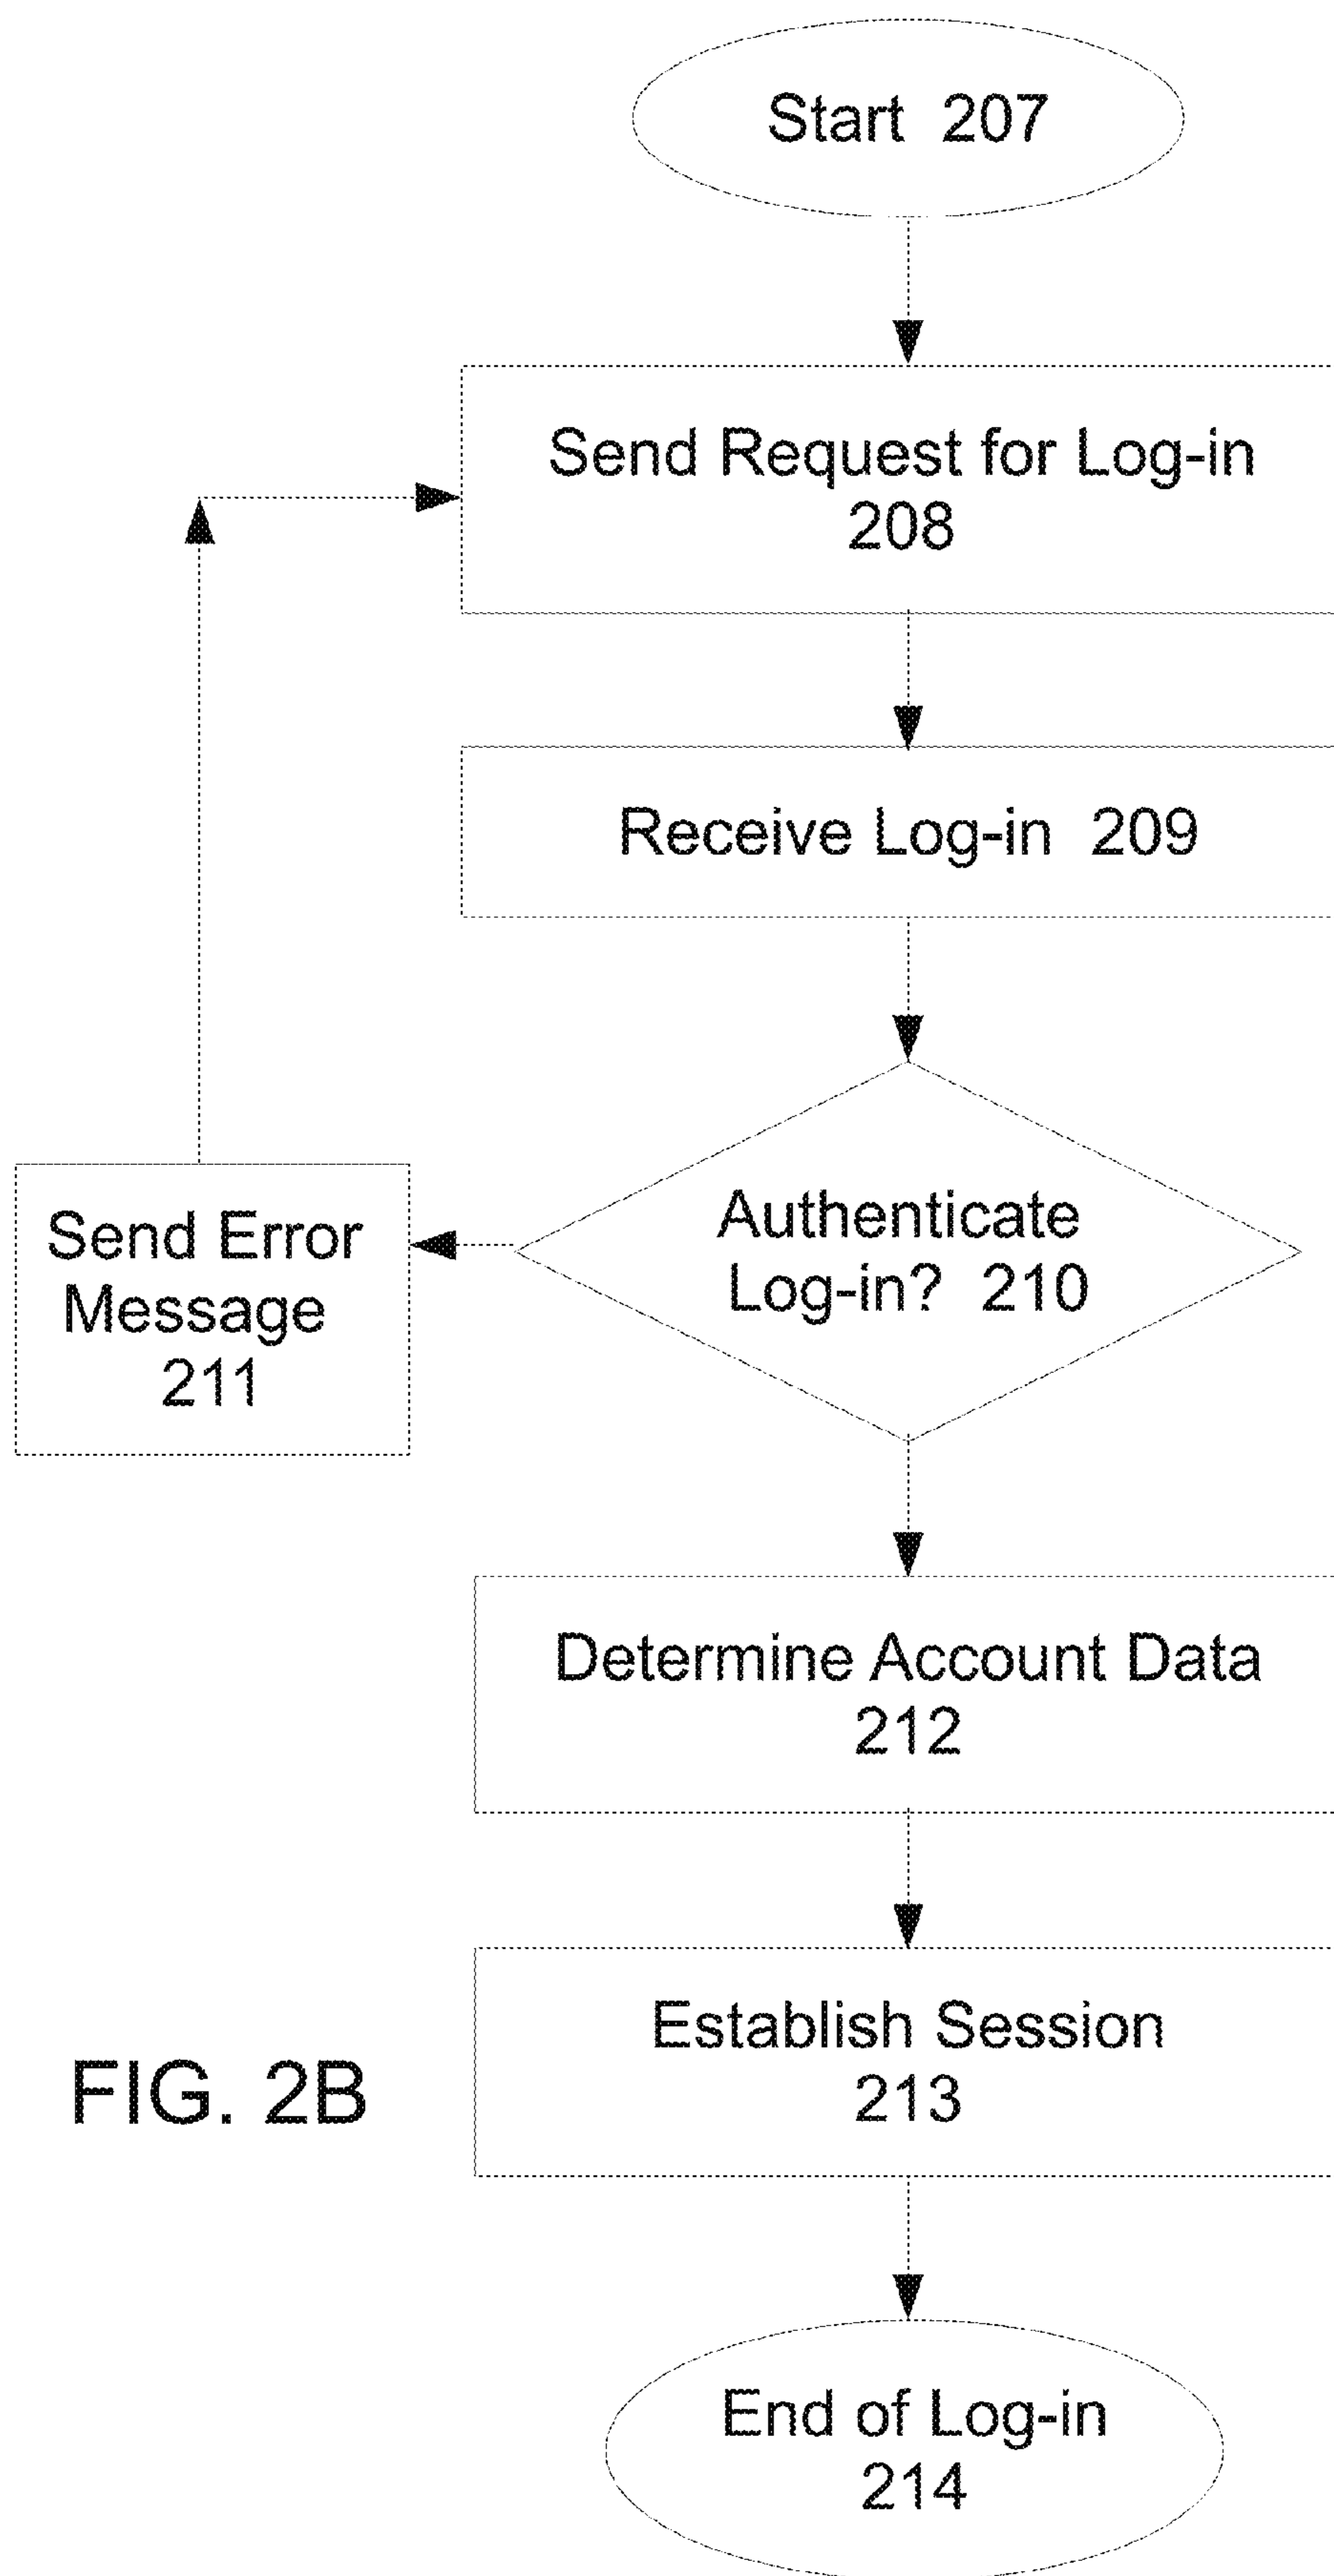 Start 207
Send Request for Log-in
208
Receive Log-in 209
Authenticate
Log-in? 210
Send Error
Message
211
Determine Account Data
212
Establish Session
213
FIG. 2B
End of Log-in
214